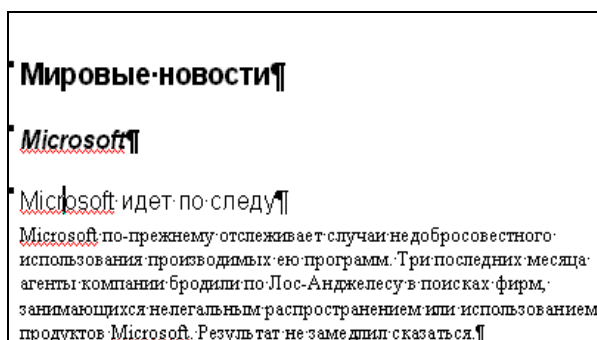 Мировые новости¶
Microsoft¶
Microsoft идет по следу¶
Microsoft по-прежнему отслеживает случаи недобросовестного
использования производимых ею программ. Три последних месяца
агенты компании бродили по Лос-Анджелесу в поисках фирм,
занимающихся нелегальным распространением или использованием
продуктов Microsoft. Результат не замедлил сказаться.¶